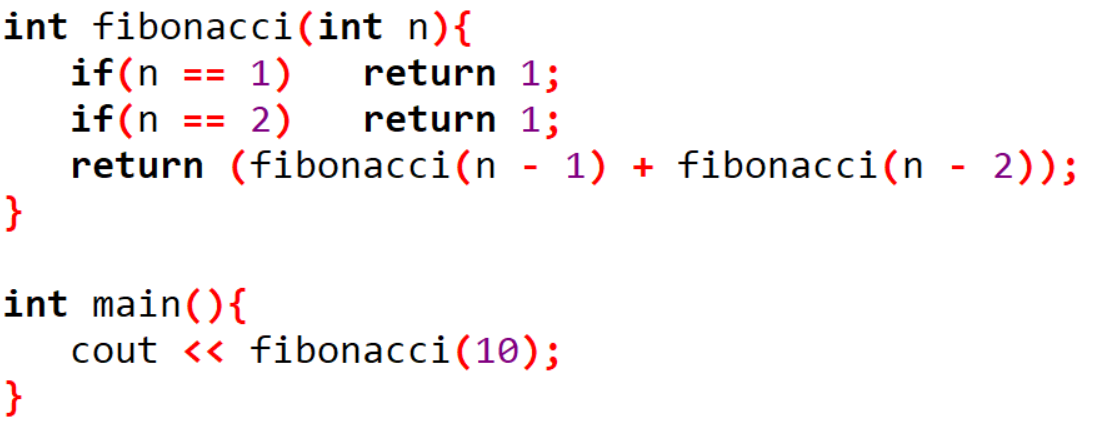 int fibonacci(int n){
   if(n == 1)   return 1;
   if(n == 2)   return 1;
   return (fibonacci(n - 1) + fibonacci(n - 2));
}

int main(){
   cout << fibonacci(10);
}